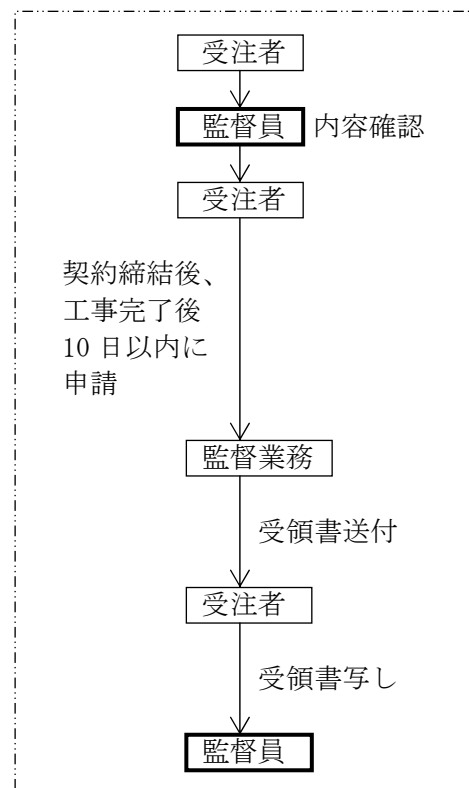 受注者
監督員 内容確認
受注者
契約締結後、
工事完了後
10 日以内に
申請
監督業務
受領書送付
受注者
受領書写し
監督員